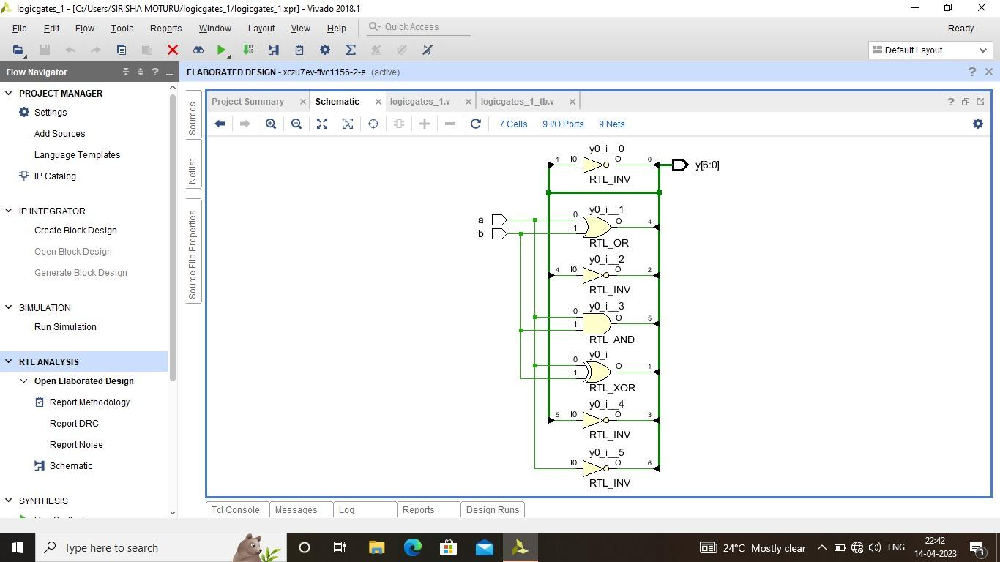 logicgates_1 - [C:/Users/SIRISHA MOTURU/logicgates_1/logicgates_1.xpr] - Vivado 2018.1
File Edit Flow Tools Reports Window Layout View Help Quick Access Ready
Default Layout
Flow Navigator
ELABORATED DESIGN - xczu7ev-ffvc1156-2-e (active)
PROJECT MANAGER
Settings
Add Sources
Language Templates
IP Catalog
IP INTEGRATOR
Create Block Design
Open Block Design
Generate Block Design
SIMULATION
Run Simulation
RTL ANALYSIS
Open Elaborated Design
Report Methodology
Report DRC
Report Noise
Schematic
SYNTHESIS
Sources
Netlist
Source File Properties
Project Summary Schematic logicgates_1.v logicgates_1_tb.v
7 Cells 9 I/O Ports 9 Nets
y0_i__0
1 I0 O 0 y[6:0]
RTL_INV
y0_i__1
a I0 O 4
b I1
RTL_OR
y0_i__2
4 I0 O 2
RTL_INV
y0_i__3
I0 O 5
I1
RTL_AND
y0_i
I0 O 1
I1
RTL_XOR
y0_i__4
5 I0 O 3
RTL_INV
y0_i__5
I0 O 6
RTL_INV
Tcl Console Messages Log Reports Design Runs
Type here to search
24°C Mostly clear ENG
22:42
14-04-2023
3